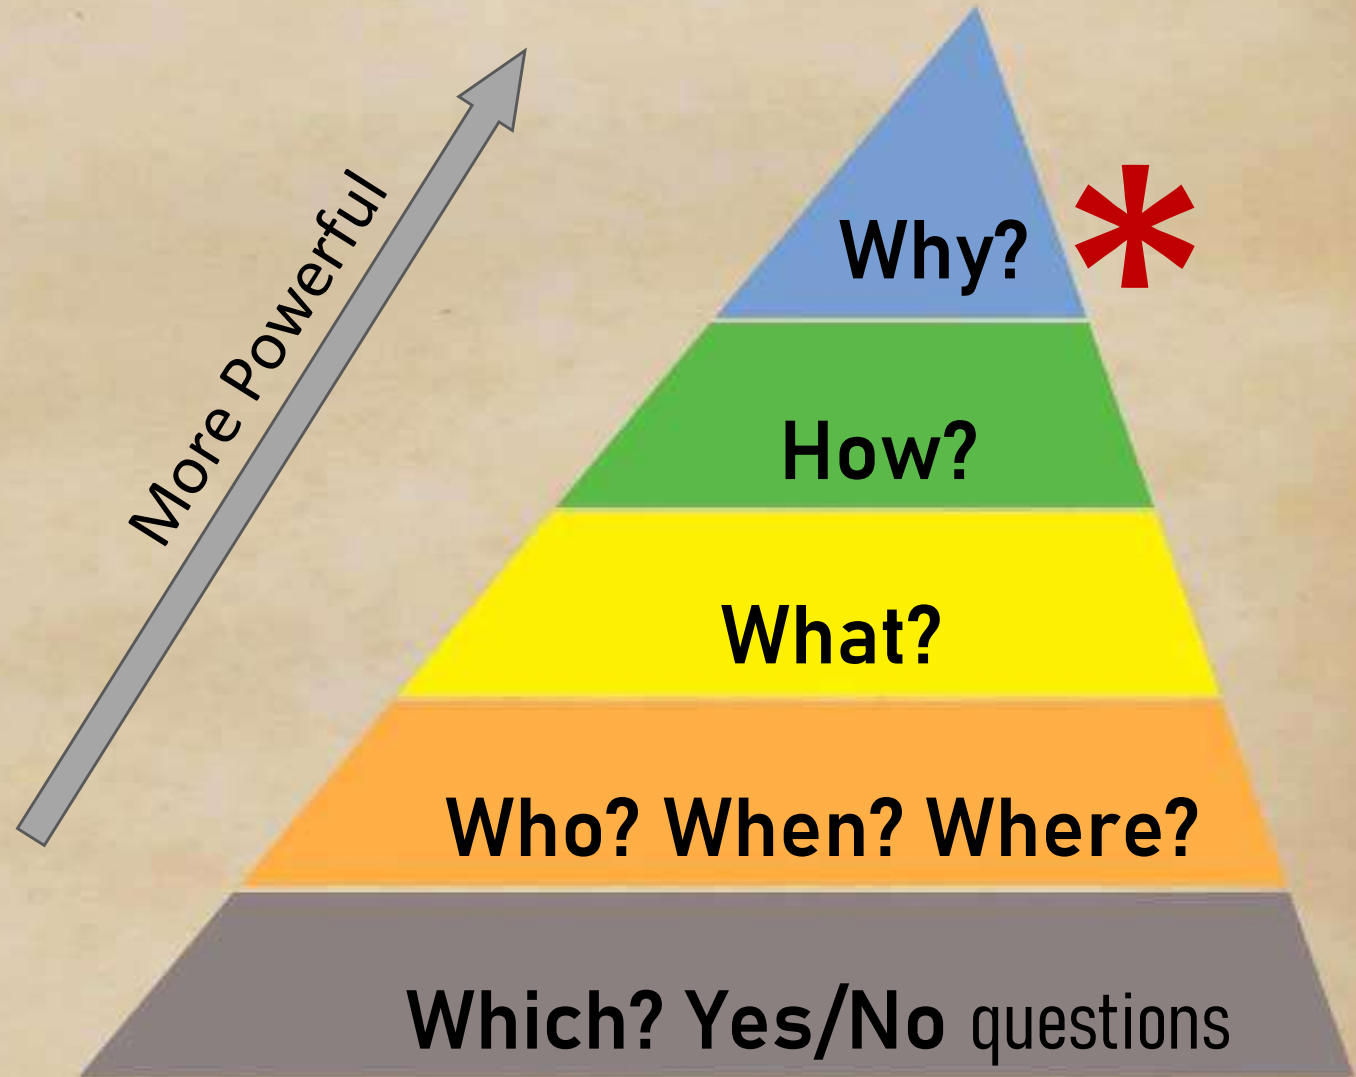 More Powerful
Why? *
How?
What?
Who? When? Where?
Which? Yes/No questions